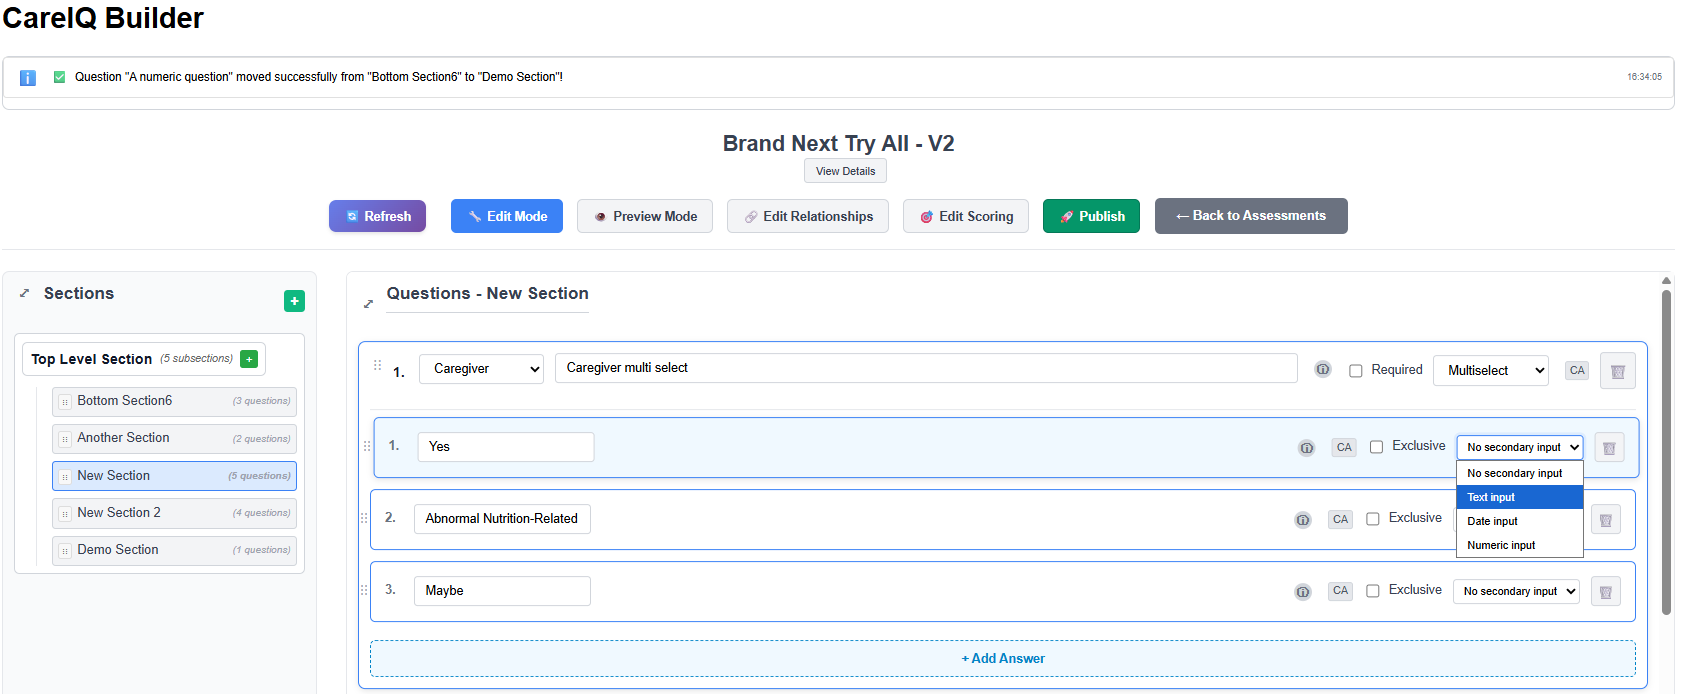 CareIQ Builder
Question "A numeric question" moved successfully from "Bottom Section6" to "Demo Section"!
16:34:05
Brand Next Try All - V2
View Details
Refresh
Edit Mode
Preview Mode
Edit Relationships
Edit Scoring
Publish
← Back to Assessments
Sections
+
Top Level Section (5 subsections) +
Bottom Section6 (3 questions)
Another Section (2 questions)
New Section (5 questions)
New Section 2 (4 questions)
Demo Section (1 questions)
Questions - New Section
1. Caregiver Caregiver multi select Required Multiselect CA
1. Yes CA Exclusive No secondary input
No secondary input
Text input
Date input
Numeric input
2. Abnormal Nutrition-Related CA Exclusive
3. Maybe CA Exclusive No secondary input
+ Add Answer